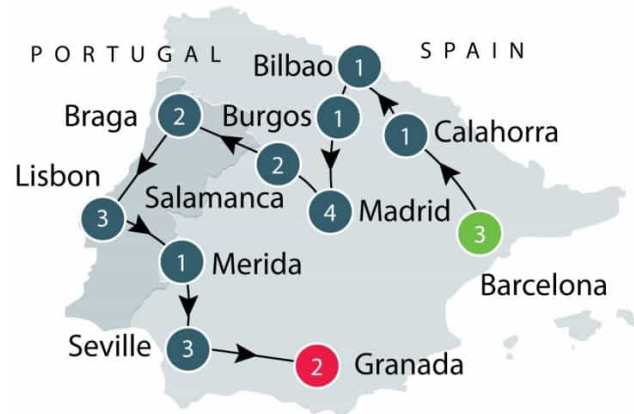 PORTUGAL
SPAIN
Bilbao 1
Braga 2
Burgos 1
1 Calahorra
2
Salamanca
Lisbon
3
4 Madrid
3
Barcelona
1 Merida
Seville 3
2 Granada